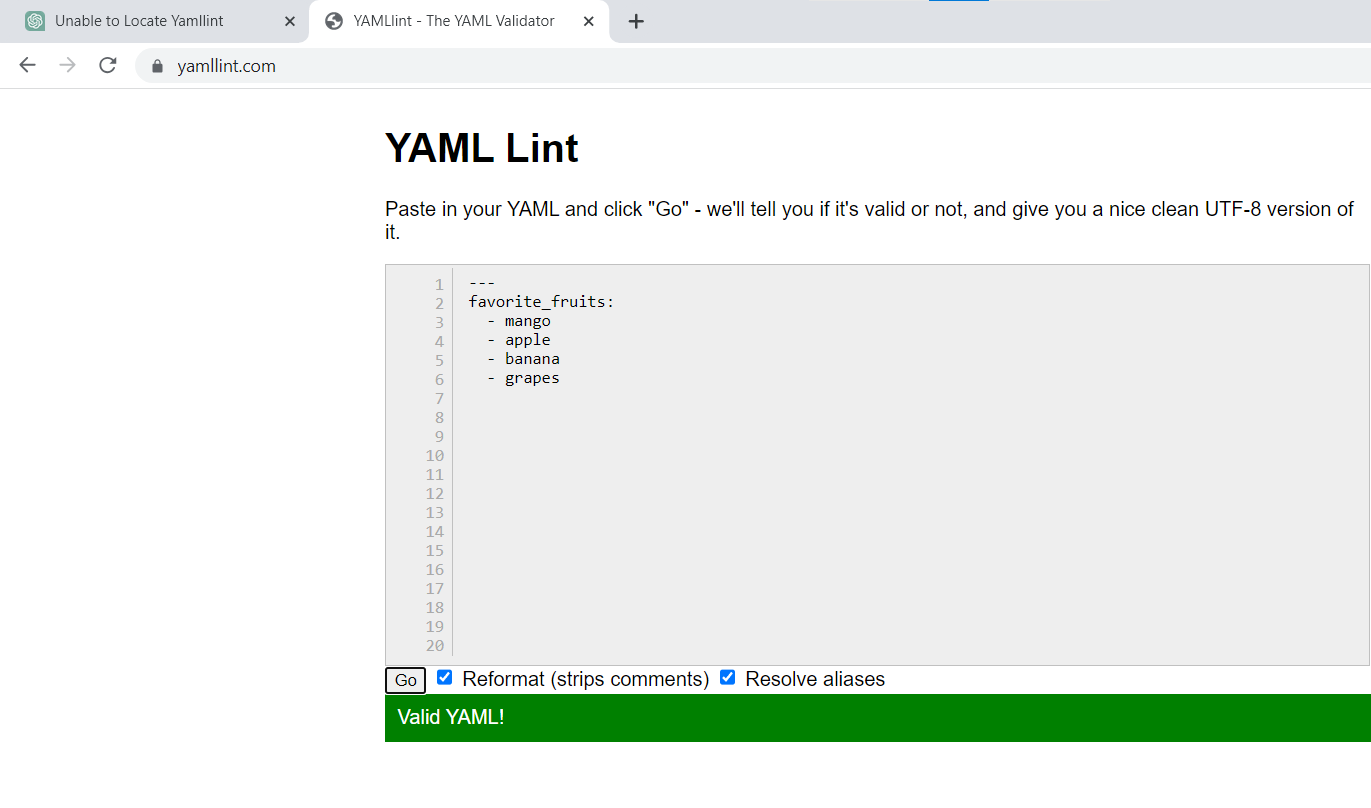 Unable to Locate Yamllint
YAMLlint - The YAML Validator
yamllint.com
YAML Lint
Paste in your YAML and click "Go" - we'll tell you if it's valid or not, and give you a nice clean UTF-8 version of
it.
1 ---
2 favorite_fruits:
3 - mango
4 - apple
5 - banana
6 - grapes
7
8
9
10
11
12
13
14
15
16
17
18
19
20
Go Reformat (strips comments) Resolve aliases
Valid YAML!